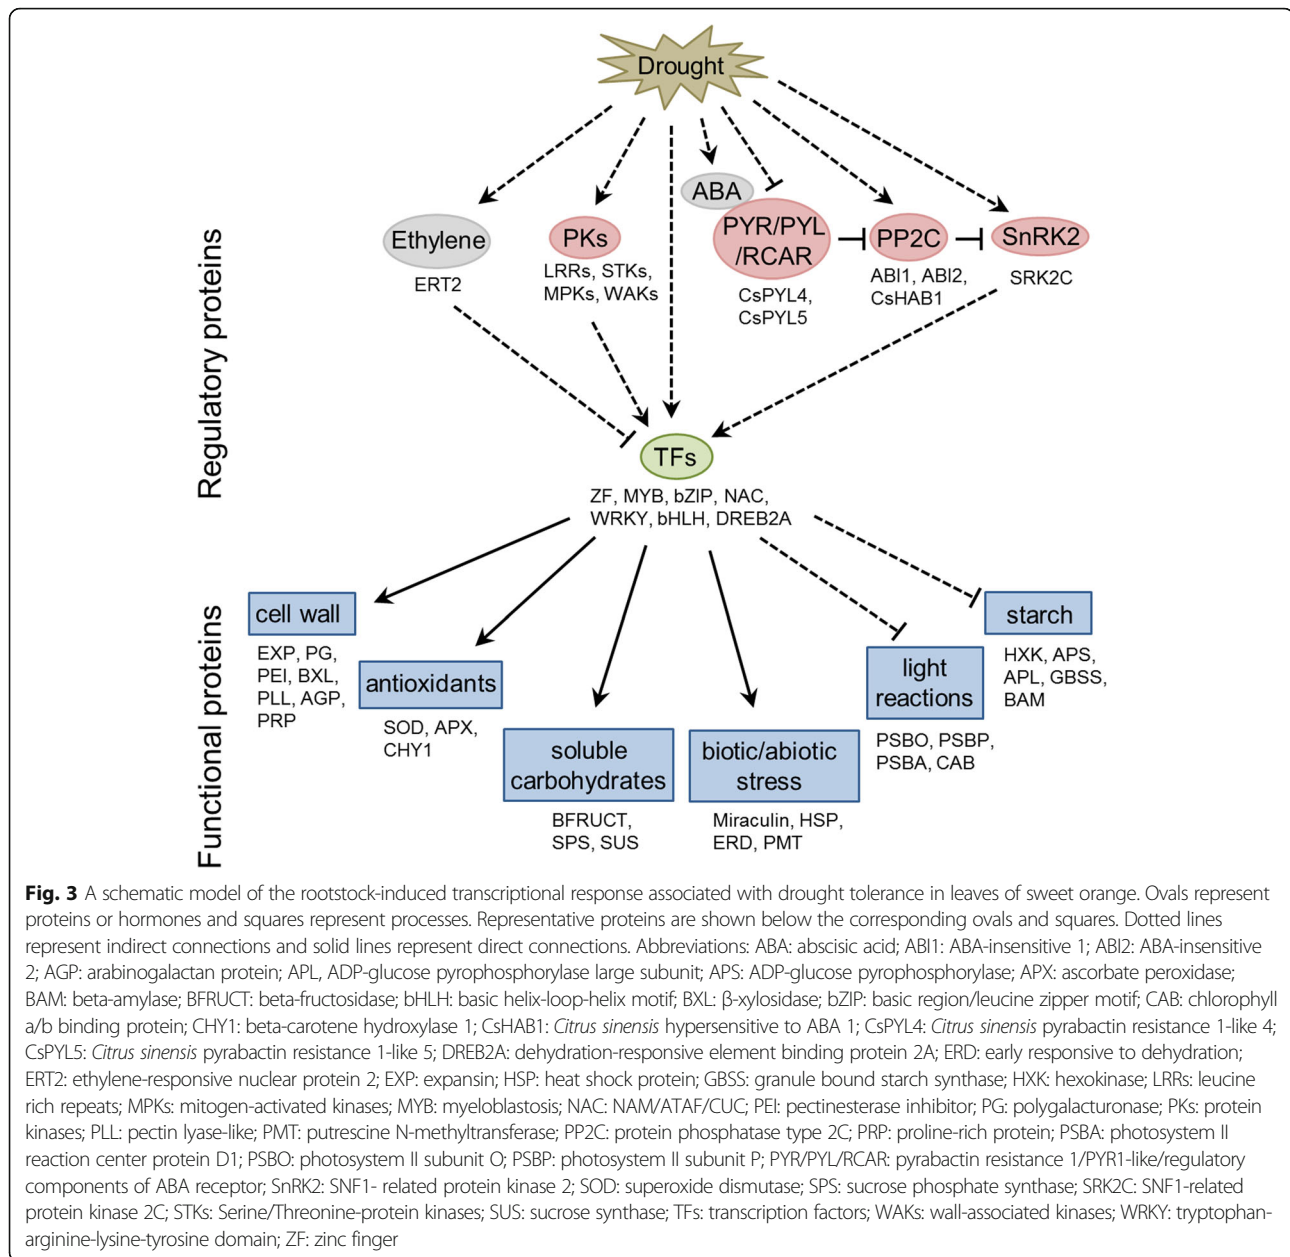 Drought
ABA
Ethylene
PKs
PYR/PYL
/RCAR
PP2C
SnRK2
ERT2
LRRs, STKs,
MPKs, WAKs
CsPYL4,
CsPYL5
ABI1, ABI2,
CsHAB1
SRK2C
Regulatory proteins
TFs
ZF, MYB, bZIP, NAC,
WRKY, bHLH, DREB2A
Functional proteins
cell wall
EXP, PG,
PEI, BXL,
PLL, AGP,
PRP
antioxidants
SOD, APX,
CHY1
soluble
carbohydrates
BFRUCT,
SPS, SUS
biotic/abiotic
stress
Miraculin, HSP,
ERD, PMT
light
reactions
PSBO, PSBP,
PSBA, CAB
starch
HXK, APS,
APL, GBSS,
BAM
Fig. 3 A schematic model of the rootstock-induced transcriptional response associated with drought tolerance in leaves of sweet orange. Ovals represent
proteins or hormones and squares represent processes. Representative proteins are shown below the corresponding ovals and squares. Dotted lines
represent indirect connections and solid lines represent direct connections. Abbreviations: ABA: abscisic acid; ABI1: ABA-insensitive 1; ABI2: ABA-insensitive
2; AGP: arabinogalactan protein; APL, ADP-glucose pyrophosphorylase large subunit; APS: ADP-glucose pyrophosphorylase; APX: ascorbate peroxidase;
BAM: beta-amylase; BFRUCT: beta-fructosidase; bHLH: basic helix-loop-helix motif; BXL: β-xylosidase; bZIP: basic region/leucine zipper motif; CAB: chlorophyll
a/b binding protein; CHY1: beta-carotene hydroxylase 1; CsHAB1: Citrus sinensis hypersensitive to ABA 1; CsPYL4: Citrus sinensis pyrabactin resistance 1-like 4;
CsPYL5: Citrus sinensis pyrabactin resistance 1-like 5; DREB2A: dehydration-responsive element binding protein 2A; ERD: early responsive to dehydration;
ERT2: ethylene-responsive nuclear protein 2; EXP: expansin; HSP: heat shock protein; GBSS: granule bound starch synthase; HXK: hexokinase; LRRs: leucine
rich repeats; MPKs: mitogen-activated kinases; MYB: myeloblastosis; NAC: NAM/ATAF/CUC; PEI: pectinesterase inhibitor; PG: polygalacturonase; PKs: protein
kinases; PLL: pectin lyase-like; PMT: putrescine N-methyltransferase; PP2C: protein phosphatase type 2C; PRP: proline-rich protein; PSBA: photosystem II
reaction center protein D1; PSBO: photosystem II subunit O; PSBP: photosystem II subunit P; PYR/PYL/RCAR: pyrabactin resistance 1/PYR1-like/regulatory
components of ABA receptor; SnRK2: SNF1- related protein kinase 2; SOD: superoxide dismutase; SPS: sucrose phosphate synthase; SRK2C: SNF1-related
protein kinase 2C; STKs: Serine/Threonine-protein kinases; SUS: sucrose synthase; TFs: transcription factors; WAKs: wall-associated kinases; WRKY: tryptophan-
arginine-lysine-tyrosine domain; ZF: zinc finger